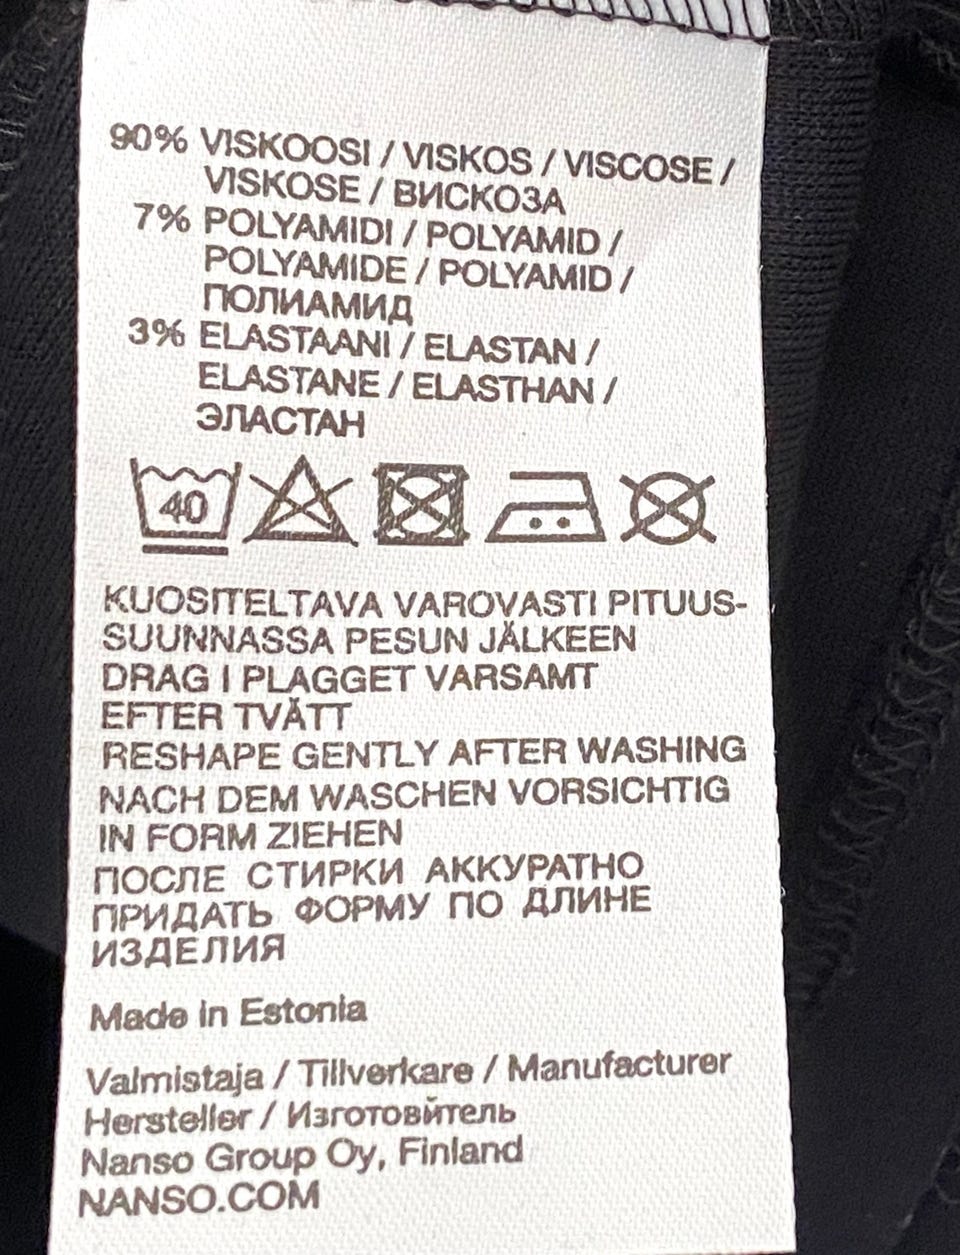 90% VISKOOSI / VISKOS / VISCOSE /
VISKOSE / ВИСКОЗА
7% POLYAMIDI / POLYAMID /
POLYAMIDE / POLYAMID /
ПОЛИАМИД
3% ELASTAANI / ELASTAN /
ELASTANE / ELASTHAN /
ЭЛАСТАН
40
KUOSITELTAVA VAROVASTI PITUUS-
SUUNNASSA PESUN JÄLKEEN
DRAG I PLAGGET VARSAMT
EFTER TVÄTT
RESHAPE GENTLY AFTER WASHING
NACH DEM WASCHEN VORSICHTIG
IN FORM ZIEHEN
ПОСЛЕ СТИРКИ АККУРАТНО
ПРИДАТЬ ФОРМУ ПО ДЛИНЕ
ИЗДЕЛИЯ
Made in Estonia
Valmistaja / Tillverkare / Manufacturer
Hersteller / Изготовйтель
Nanso Group Oy, Finland
NANSO.COM